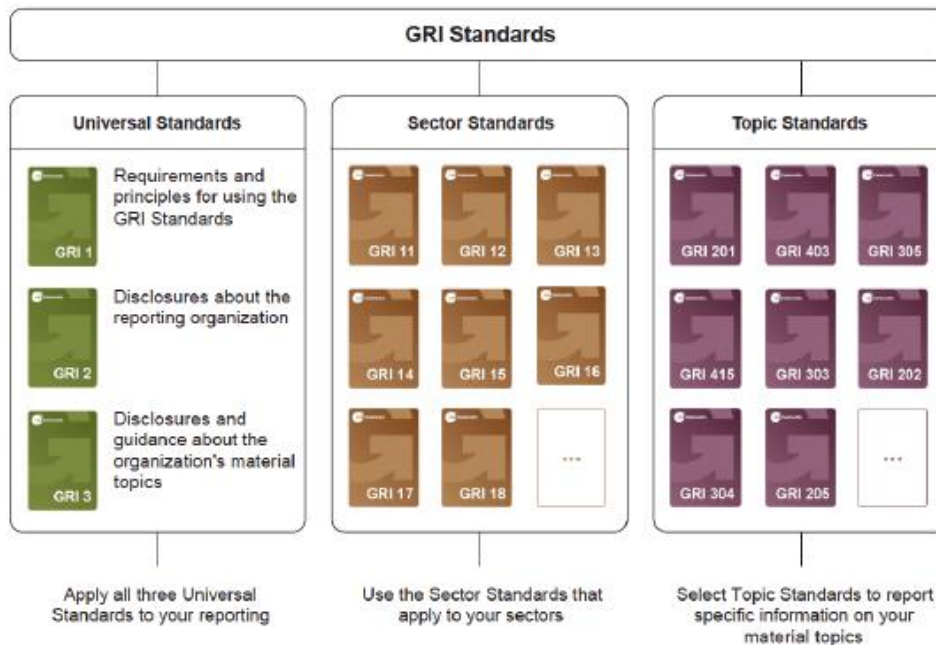 GRI Standards
Universal Standards
GRI 1
Requirements and
principles for using the
GRI Standards
GRI 2
Disclosures about the
reporting organization
GRI 3
Disclosures and
guidance about the
organization's material
topics
Apply all three Universal
Standards to your reporting
Sector Standards
GRI 11
GRI 12
GRI 13
GRI 14
GRI 15
GRI 16
GRI 17
GRI 18
...
Use the Sector Standards that
apply to your sectors
Topic Standards
GRI 201
GRI 403
GRI 305
GRI 415
GRI 303
GRI 202
GRI 304
GRI 205
...
Select Topic Standards to report
specific information on your
material topics